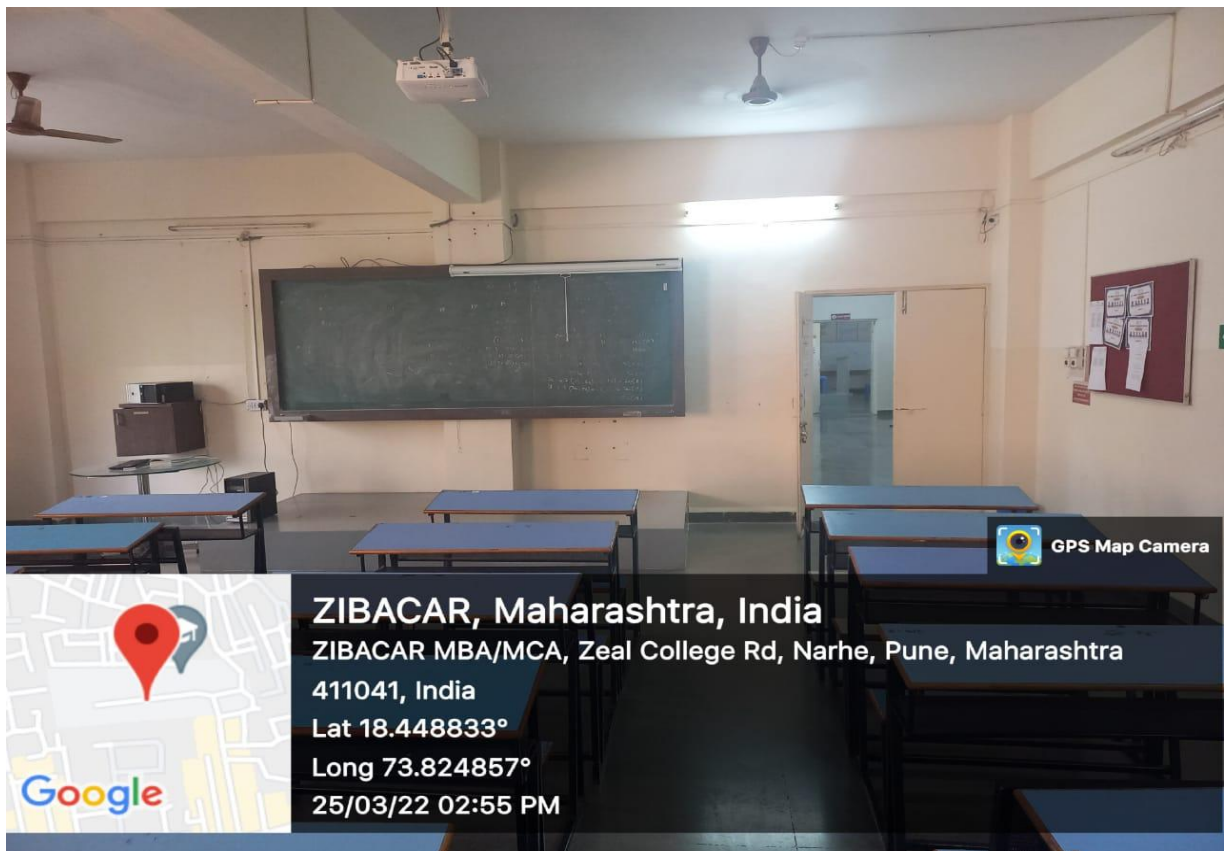 GPS Map Camera
ZIBACAR, Maharashtra, India
ZIBACAR MBA/MCA, Zeal College Rd, Narhe, Pune, Maharashtra
411041, India
Lat 18.448833°
Long 73.824857°
25/03/22 02:55 PM
Google